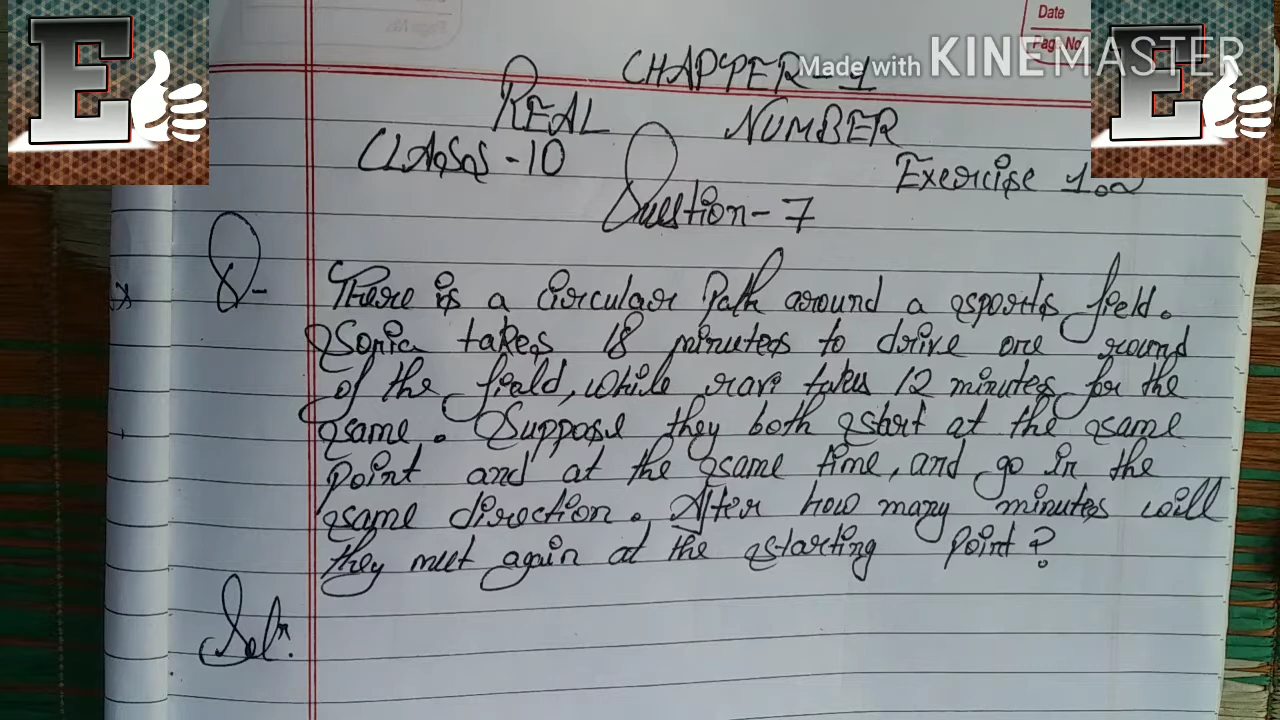 Date
Page No
Made with KINEMASTER
CHAPTER-1
REAL NUMBER
CLASS-10
Exercise 1.2
Question-7
Q- There is a circular Path around a sports field.
Sonia takes 18 minutes to drive one round
of the field, while ravi takes 12 minutes for the
same. Suppose they both start at the same
point and at the same time, and go in the
same direction. After how many minutes will
they meet again at the starting Point?
Solⁿ.
E
E